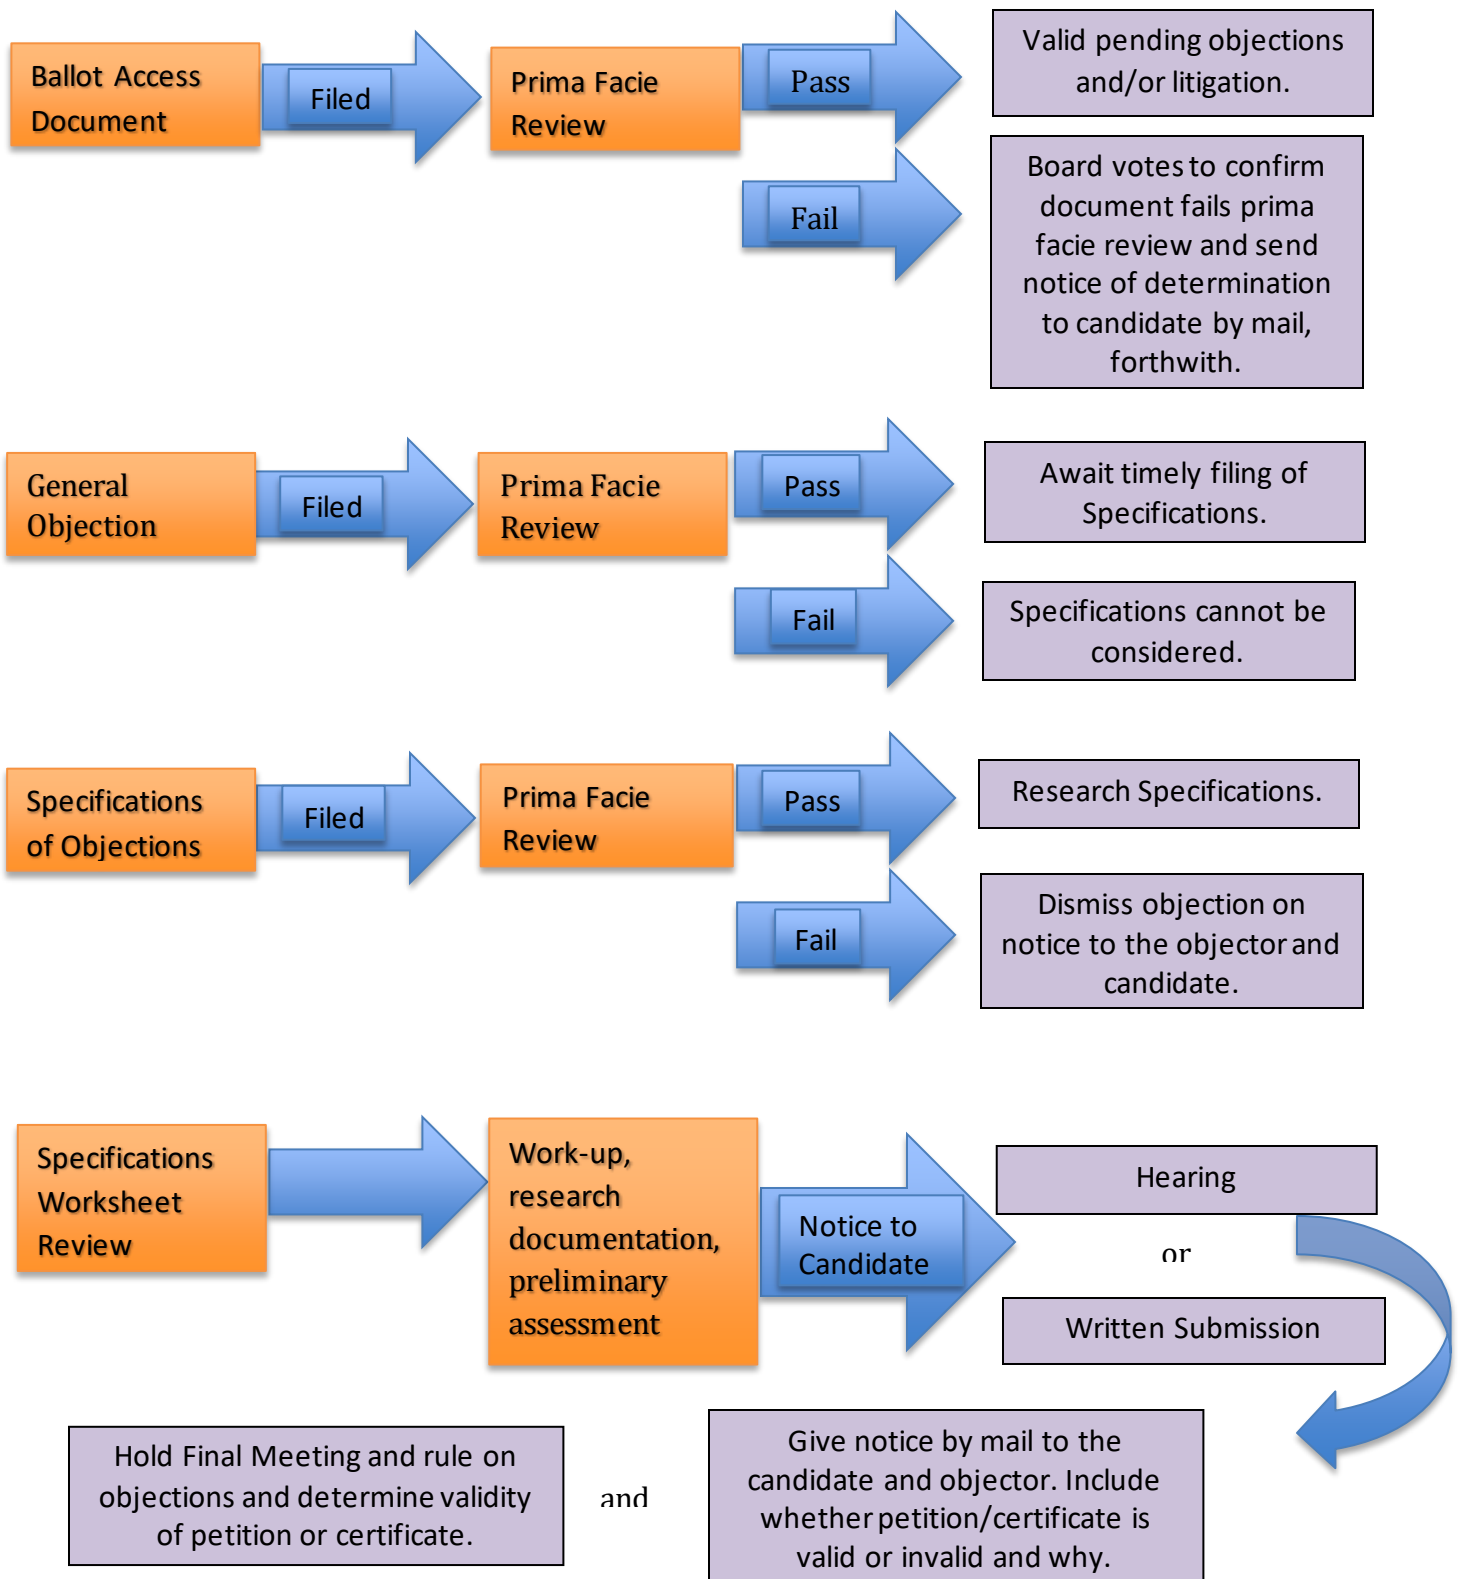 Ballot Access
Document
Filed
Prima Facie
Review
Pass
Valid pending objections
and/or litigation.
Fail
Board votes to confirm
document fails prima
facie review and send
notice of determination
to candidate by mail,
forthwith.
General
Objection
Filed
Prima Facie
Review
Pass
Await timely filing of
Specifications.
Fail
Specifications cannot be
considered.
Specifications
of Objections
Filed
Prima Facie
Review
Pass
Research Specifications.
Fail
Dismiss objection on
notice to the objector and
candidate.
Specifications
Worksheet
Review
Work-up,
research
documentation,
preliminary
assessment
Notice to
Candidate
Hearing
or
Written Submission
Hold Final Meeting and rule on
objections and determine validity
of petition or certificate.
and
Give notice by mail to the
candidate and objector. Include
whether petition/certificate is
valid or invalid and why.